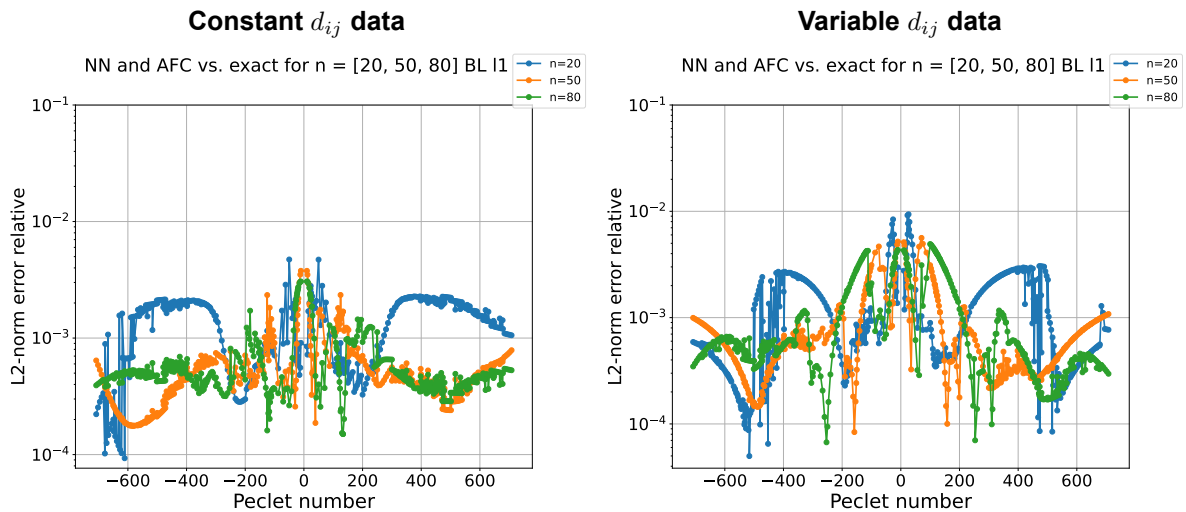 Constant d_{ij} data
NN and AFC vs. exact for n = [20, 50, 80] BL l1
n=20
n=50
n=80
L2-norm error relative
10^{-1}
10^{-2}
10^{-3}
10^{-4}
−600 −400 −200 0 200 400 600
Peclet number
Variable d_{ij} data
NN and AFC vs. exact for n = [20, 50, 80] BL l1
n=20
n=50
n=80
L2-norm error relative
10^{-1}
10^{-2}
10^{-3}
10^{-4}
−600 −400 −200 0 200 400 600
Peclet number